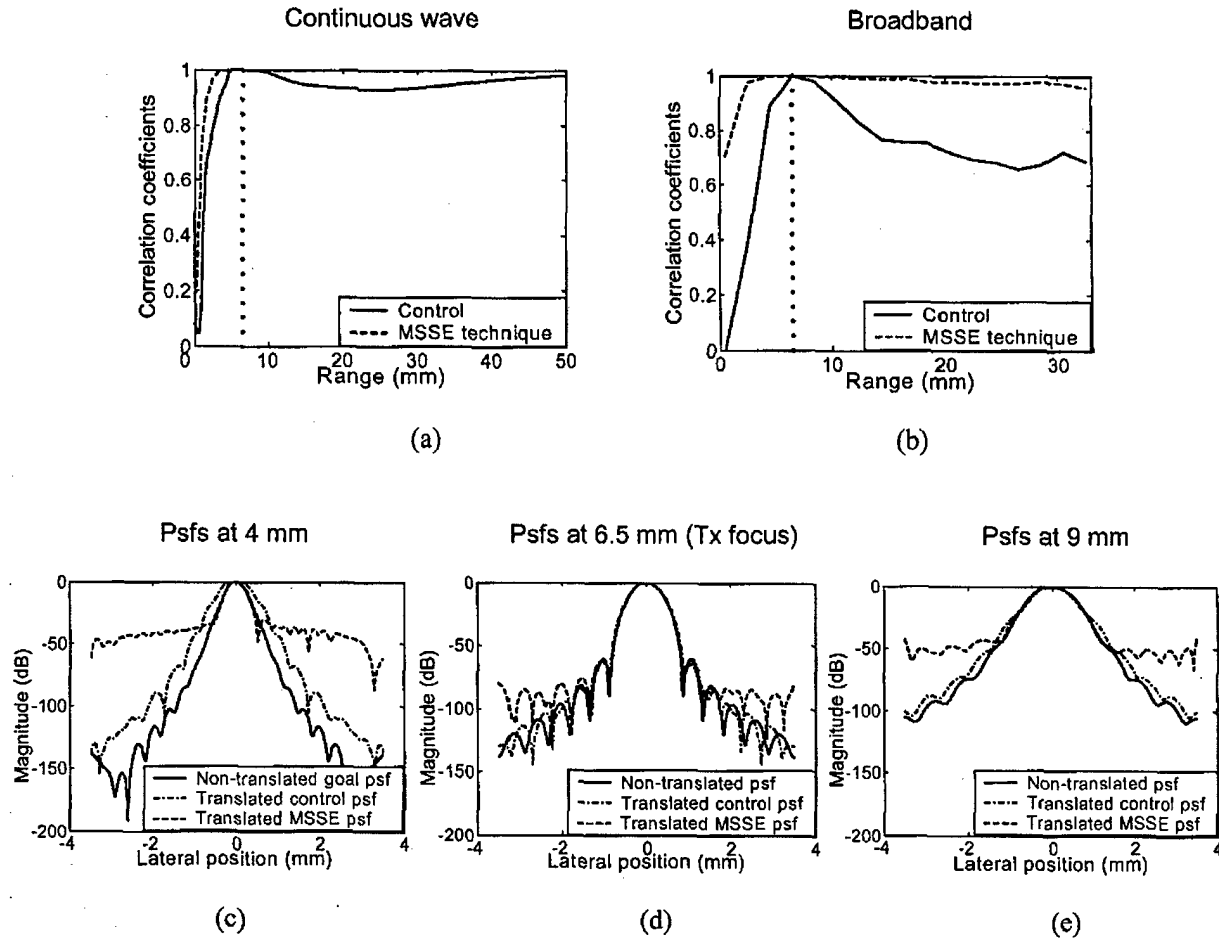 Continuous wave
Broadband
Correlation coefficients
1
0.8
0.6
0.4
0.2
0
0
10
20
30
40
50
Range (mm)
Control
MSSE technique
(a)
Correlation coefficients
1
0.8
0.6
0.4
0.2
0
0
10
20
30
Range (mm)
Control
MSSE technique
(b)
Psfs at 4 mm
Psfs at 6.5 mm (Tx focus)
Psfs at 9 mm
Magnitude (dB)
0
-50
-100
-150
-200
-4
-2
0
2
4
Lateral position (mm)
Non-translated goal psf
Translated control psf
Translated MSSE psf
(c)
Magnitude (dB)
0
-50
-100
-150
-200
-4
-2
0
2
4
Lateral position (mm)
Non-translated psf
Translated control psf
Translated MSSE psf
(d)
Magnitude (dB)
0
-50
-100
-150
-200
-4
-2
0
2
4
Lateral position (mm)
Non-translated psf
Translated control psf
Translated MSSE psf
(e)